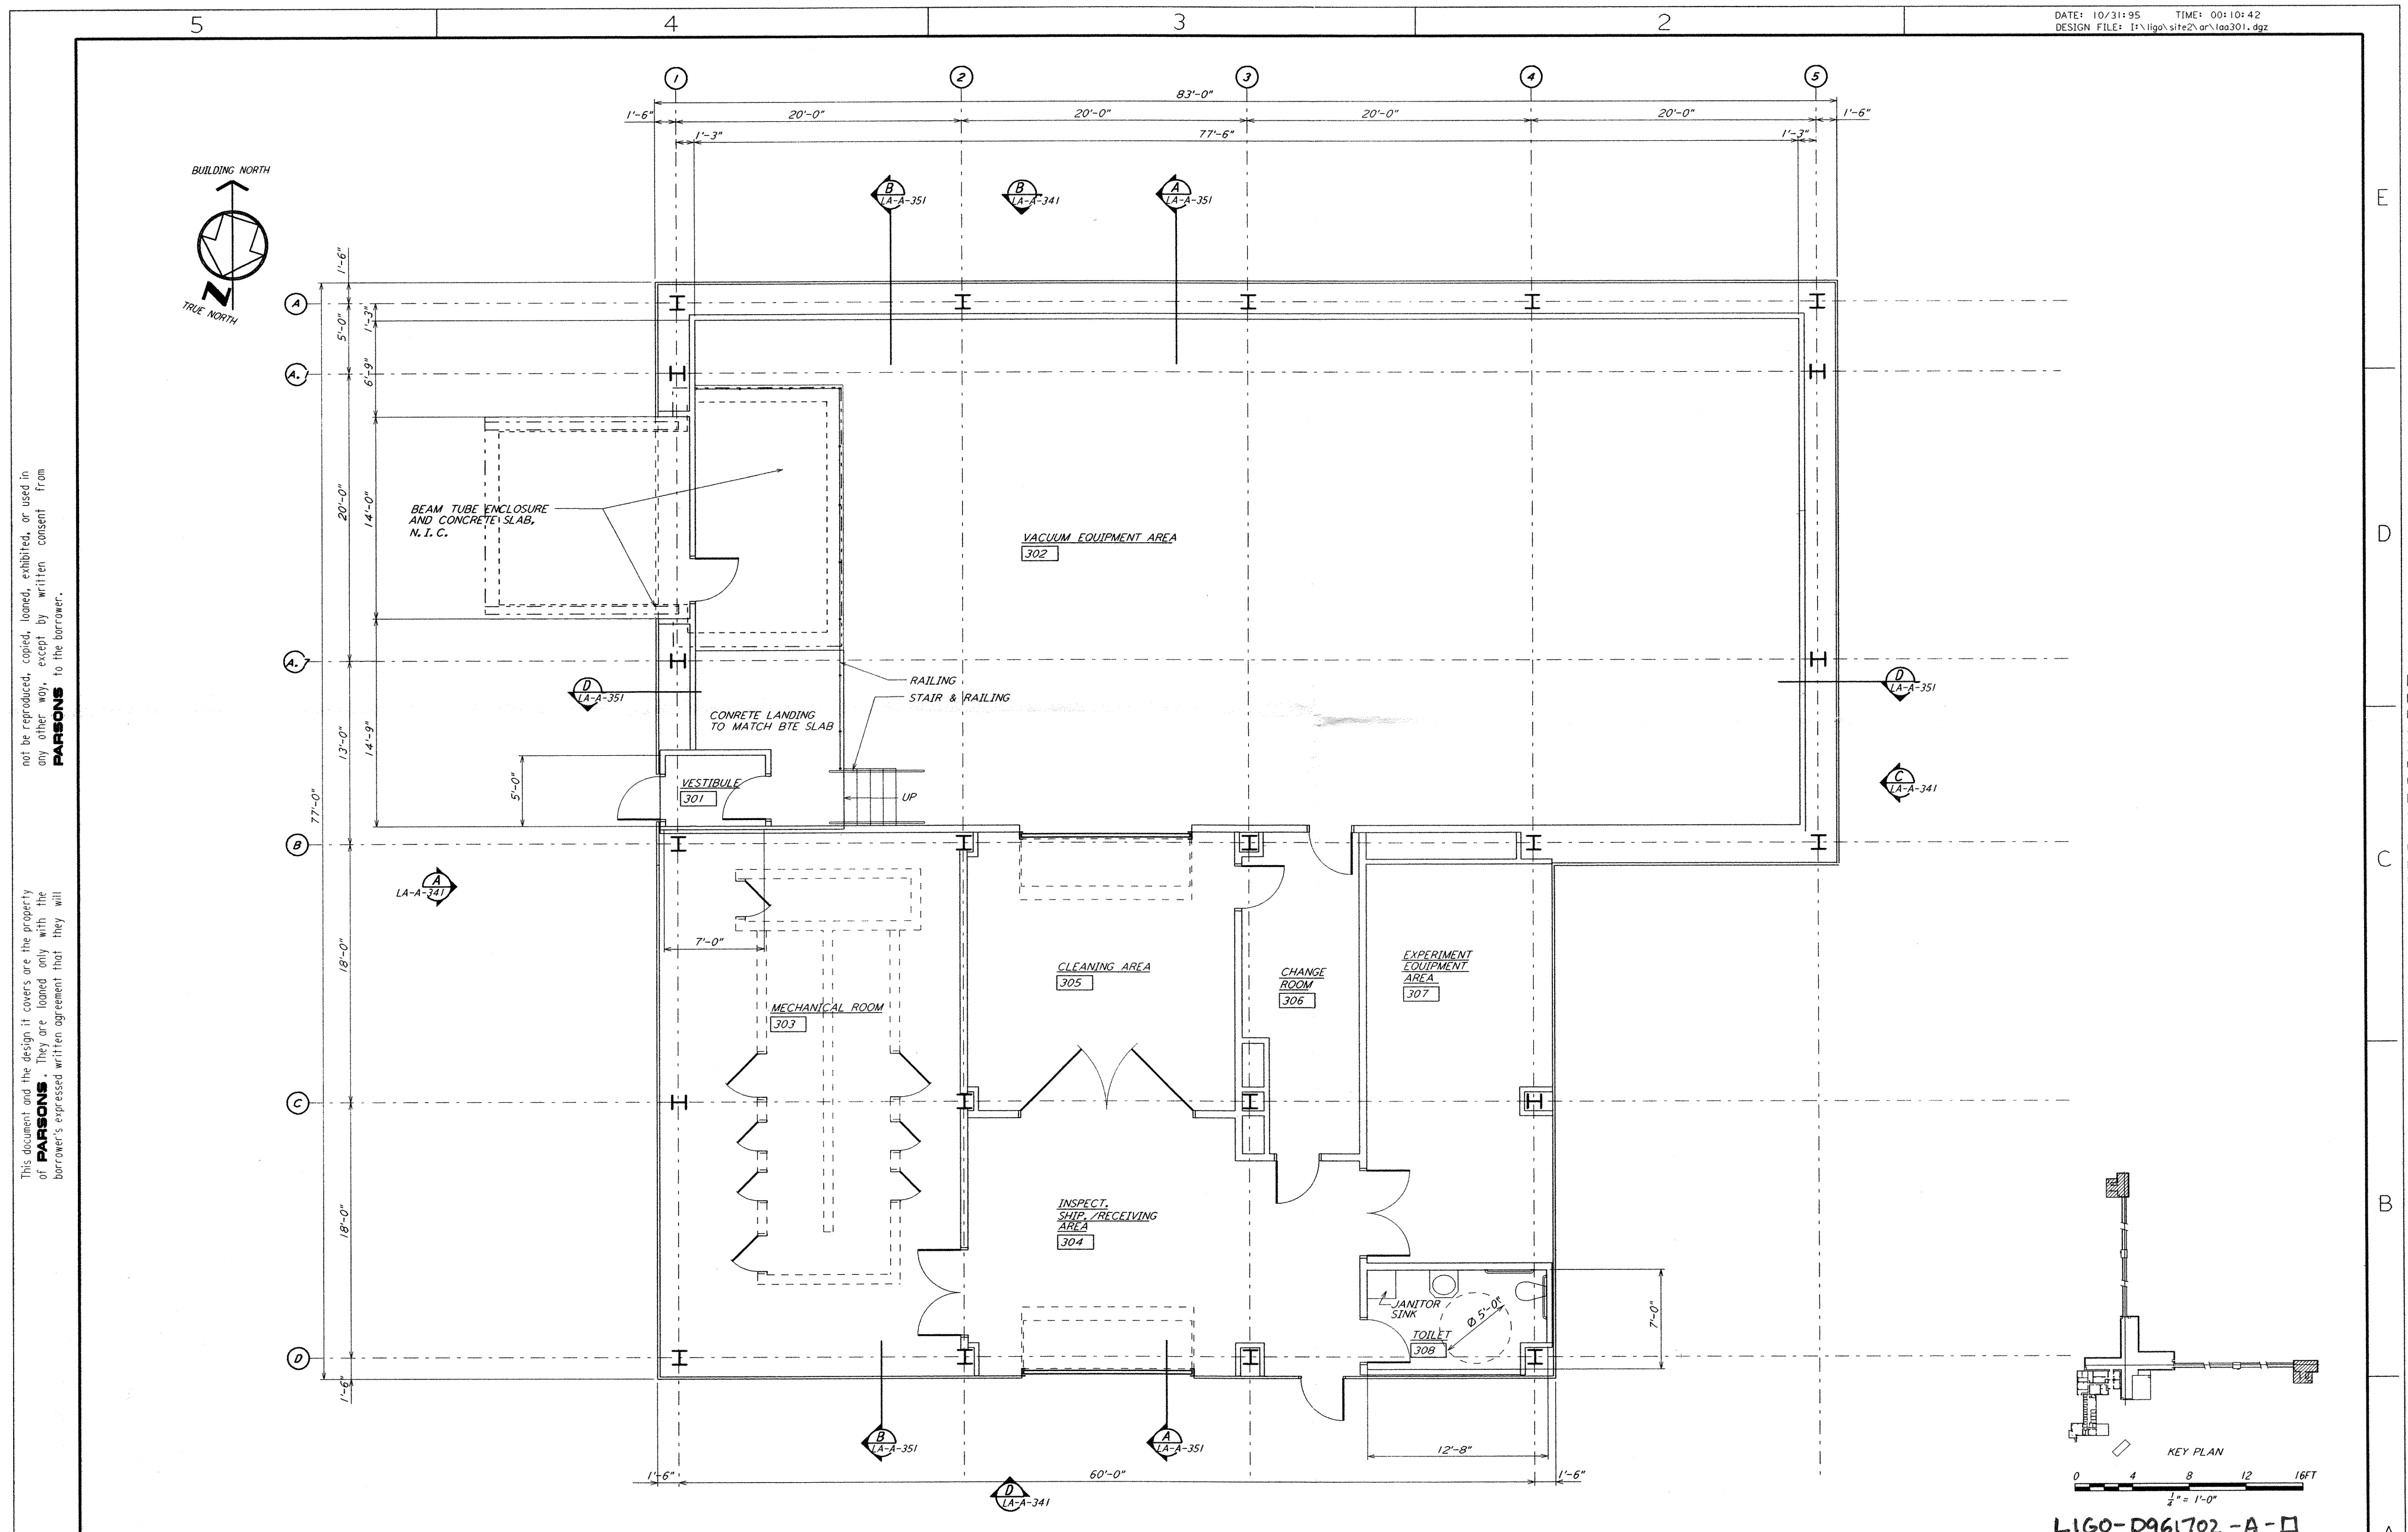 DATE: 10/31:95 TIME: 00:10:42
DESIGN FILE: I:\ligo\site2\ar\laa301.dgz
5 4 3 2
1 2 3 4 5
83'-0"
1'-6" 20'-0" 20'-0" 20'-0" 20'-0" 1'-6"
1'-3" 77'-6" 1'-3"
BUILDING NORTH
N
TRUE NORTH
B
LA-A-351
B
LA-A-341
A
LA-A-351
E
D
C
B
A
A
A.1
A.7
B
C
D
1'-6"
5'-0"
20'-0"
13'-0"
77'-0"
18'-0"
18'-0"
1'-6"
1'-3"
6'-9"
14'-0"
14'-9"
BEAM TUBE ENCLOSURE
AND CONCRETE SLAB,
N.I.C.
VACUUM EQUIPMENT AREA
302
RAILING
STAIR & RAILING
D
LA-A-351
D
LA-A-351
CONRETE LANDING
TO MATCH BTE SLAB
5'-0"
VESTIBULE
301
UP
C
LA-A-341
A
LA-A-341
7'-0"
MECHANICAL ROOM
303
CLEANING AREA
305
CHANGE
ROOM
306
EXPERIMENT
EQUIPMENT
AREA
307
INSPECT.
SHIP./RECEIVING
AREA
304
JANITOR
SINK
Ø 5'-0"
TOILET
308
7'-0"
12'-8"
B
LA-A-351
A
LA-A-351
1'-6" 60'-0" 1'-6"
D
LA-A-341
KEY PLAN
0 4 8 12 16FT
1/4" = 1'-0"
LIGO-D961702-A-D
This document and the design it covers are the property
of PARSONS. They are loaned only with the
borrower's expressed written agreement that they will
not be reproduced, copied, loaned, exhibited, or used in
any other way, except by written consent from
PARSONS to the borrower.